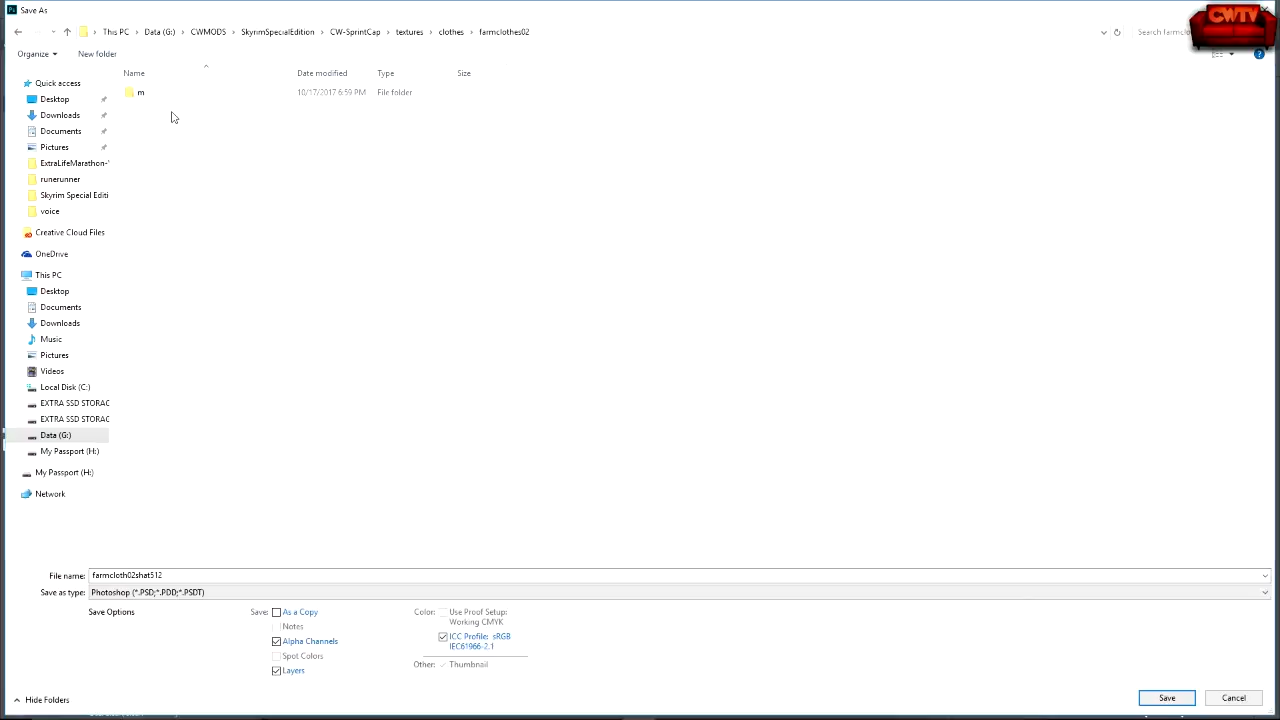 Save As
CWTV
This PC > Data (G:) > CWMODS > SkyrimSpecialEdition > CW-SprintCap > textures > clothes > farmclothes02
Search farmclo
Organize
New folder
Name
Date modified
Type
Size
m
10/17/2017 6:59 PM
File folder
Quick access
Desktop
Downloads
Documents
Pictures
ExtraLifeMarathon-
runerunner
Skyrim Special Editi
voice
Creative Cloud Files
OneDrive
This PC
Desktop
Documents
Downloads
Music
Pictures
Videos
Local Disk (C:)
EXTRA SSD STORAG
EXTRA SSD STORAG
Data (G:)
My Passport (H:)
My Passport (H:)
Network
File name: farmcloth02shat512
Save as type: Photoshop (*.PSD;*.PDD;*.PSDT)
Save Options
Save:
As a Copy
Notes
Alpha Channels
Spot Colors
Layers
Color:
Use Proof Setup:
Working CMYK
ICC Profile: sRGB
IEC61966-2.1
Other:
Thumbnail
Hide Folders
Save
Cancel